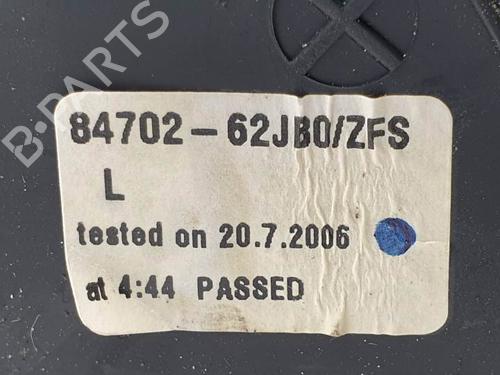 B-PARTS
84702-62JB0/ZFS
L
tested on 20.7.2006
at 4:44 PASSED